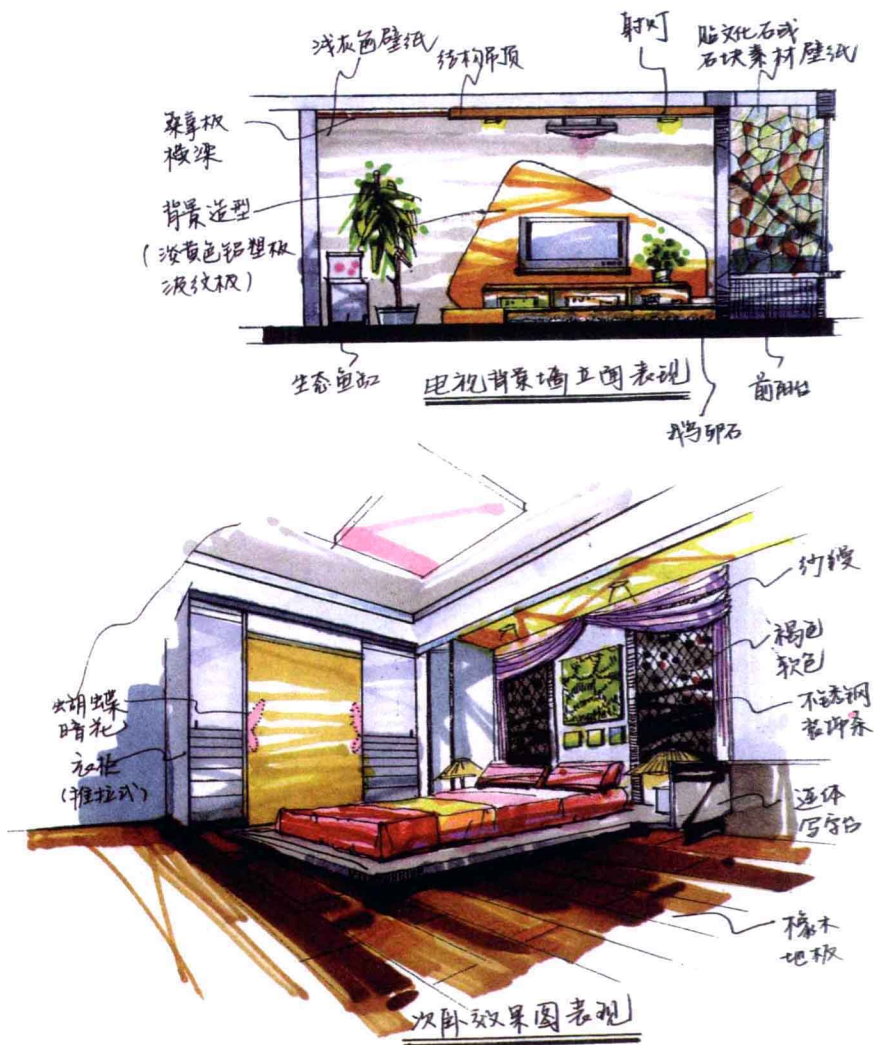 浅灰色壁纸
结构吊顶
射灯
贴文化石或
石块素材壁纸
桑拿板
横梁
背景造型
(淡黄色铝塑板
波纹板)
生态鱼缸
电视背景墙立面表现
前阳台
鹅卵石
纱幔
褐色
软包
不锈钢
装饰条
蝴蝶
暗花
衣柜
(推拉式)
连体
写字台
橡木
地板
次卧效果图表现